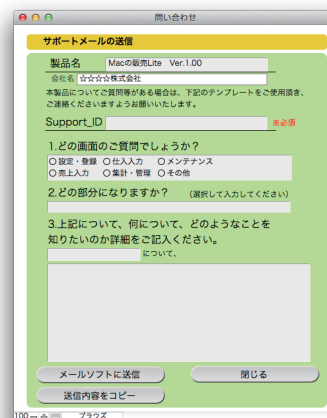 問い合わせ
サポートメールの送信
製品名 Macの販売Lite Ver.1.00
会社名 ☆☆☆☆株式会社
本製品についてご質問等がある場合は、下記のテンプレートをご使用頂き、
ご連絡くださいますようお願いいたします。
Support_ID ※必須
1.どの画面のご質問でしょうか？
設定・登録 仕入入力 メンテナンス
売上入力 集計・管理 その他
2.どの部分になりますか？ （選択して入力してください）
3.上記について、何について、どのようなことを
知りたいのか詳細をご記入ください。
について、
メールソフトに送信 閉じる
送信内容をコピー
100 ブラウズ